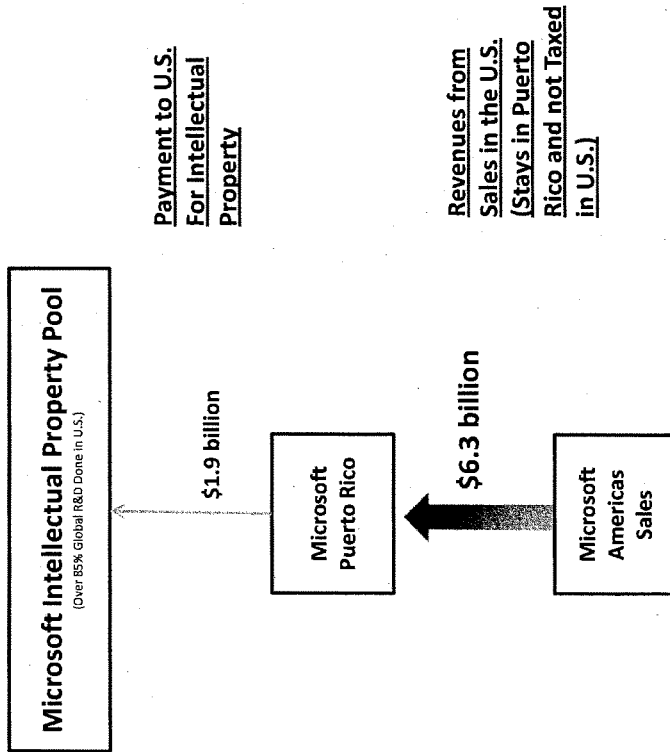 Microsoft Intellectual Property Pool
(Over 85% Global R&D Done in U.S.)
$1.9 billion
Payment to U.S.
For Intellectual
Property
Microsoft
Puerto Rico
$6.3 billion
Revenues from
Sales in the U.S.
(Stays in Puerto
Rico and not Taxed
in U.S.)
Microsoft
Americas
Sales